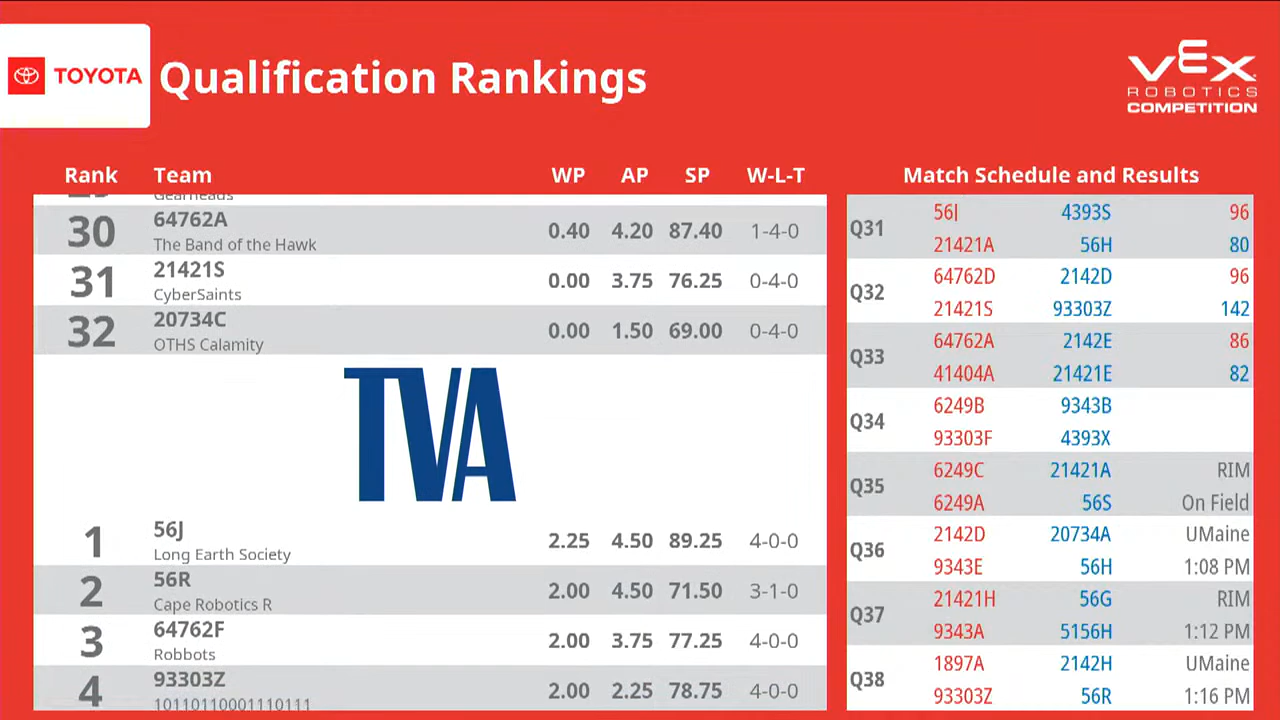 TOYOTA
Qualification Rankings
VEX
ROBOTICS
COMPETITION
Rank Team WP AP SP W-L-T
Gearheads
30 64762A 0.40 4.20 87.40 1-4-0
The Band of the Hawk
31 21421S 0.00 3.75 76.25 0-4-0
CyberSaints
32 20734C 0.00 1.50 69.00 0-4-0
OTHS Calamity
TVA
1 56J 2.25 4.50 89.25 4-0-0
Long Earth Society
2 56R 2.00 4.50 71.50 3-1-0
Cape Robotics R
3 64762F 2.00 3.75 77.25 4-0-0
Robbots
4 93303Z 2.00 2.25 78.75 4-0-0
10110110001110111
Match Schedule and Results
Q31 56J 4393S 96
21421A 56H 80
Q32 64762D 2142D 96
21421S 93303Z 142
Q33 64762A 2142E 86
41404A 21421E 82
Q34 6249B 9343B
93303F 4393X
Q35 6249C 21421A RIM
6249A 56S On Field
Q36 2142D 20734A UMaine
9343E 56H 1:08 PM
Q37 21421H 56G RIM
9343A 5156H 1:12 PM
Q38 1897A 2142H UMaine
93303Z 56R 1:16 PM